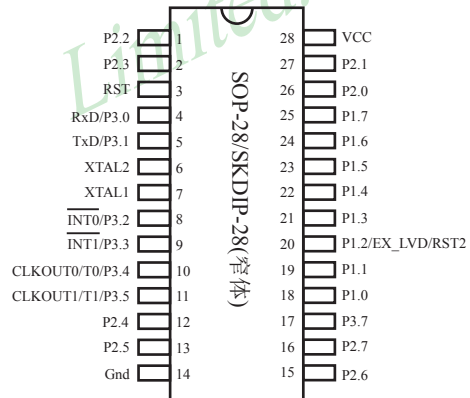 Limited.
P2.2 1 28 VCC
P2.3 2 27 P2.1
RST 3 26 P2.0
RxD/P3.0 4 25 P1.7
TxD/P3.1 5 24 P1.6
XTAL2 6 23 P1.5
XTAL1 7 22 P1.4
INT0/P3.2 8 21 P1.3
INT1/P3.3 9 20 P1.2/EX_LVD/RST2
CLKOUT0/T0/P3.4 10 19 P1.1
CLKOUT1/T1/P3.5 11 18 P1.0
P2.4 12 17 P3.7
P2.5 13 16 P2.7
Gnd 14 15 P2.6
SOP-28/SKDIP-28(窄体)